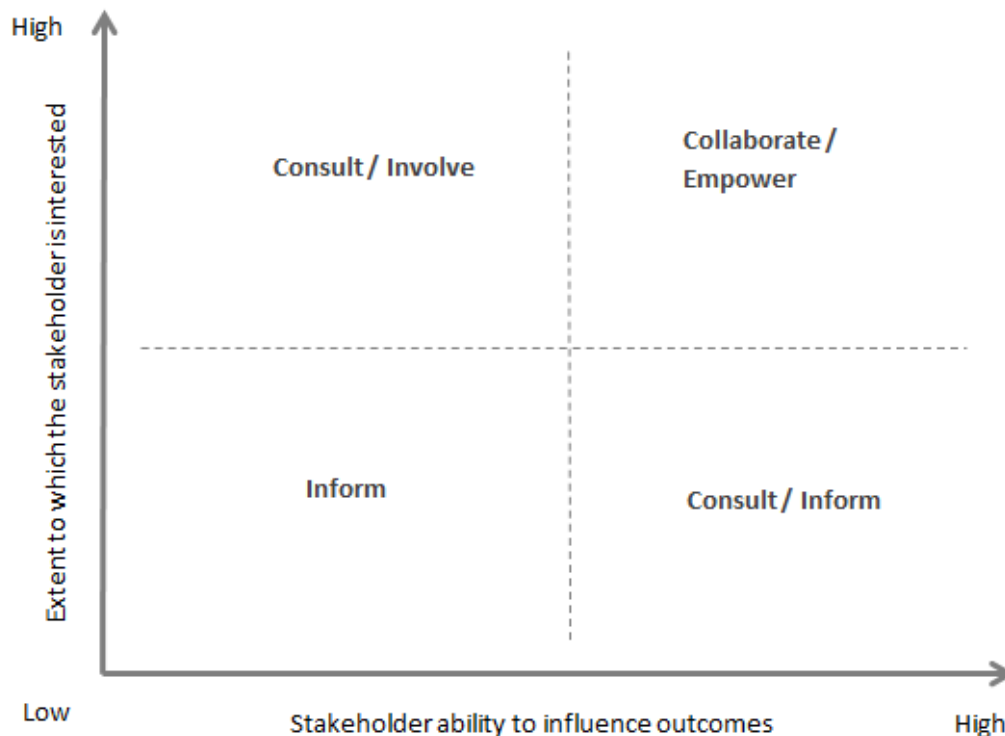 High
Extent to which the stakeholder is interested
Consult / Involve
Collaborate /
Empower
Inform
Consult / Inform
Low
Stakeholder ability to influence outcomes
High